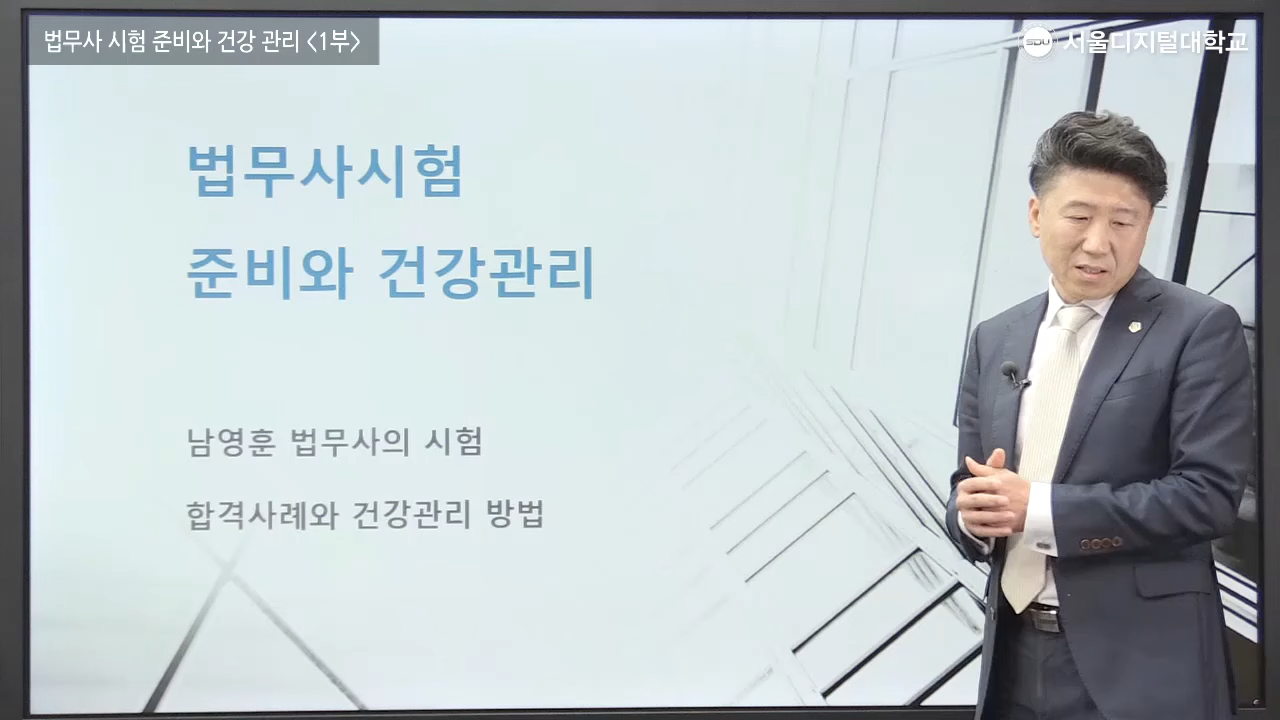 법무사 시험 준비와 건강 관리 <1부>
SDU 서울디지털대학교
법무사시험
준비와 건강관리
남영훈 법무사의 시험
합격사례와 건강관리 방법